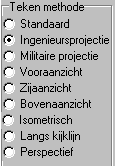 Teken methode
Standaard
Ingenieursprojectie
Militaire projectie
Vooraanzicht
Zijaanzicht
Bovenaanzicht
Isometrisch
Langs kijklijn
Perspectief